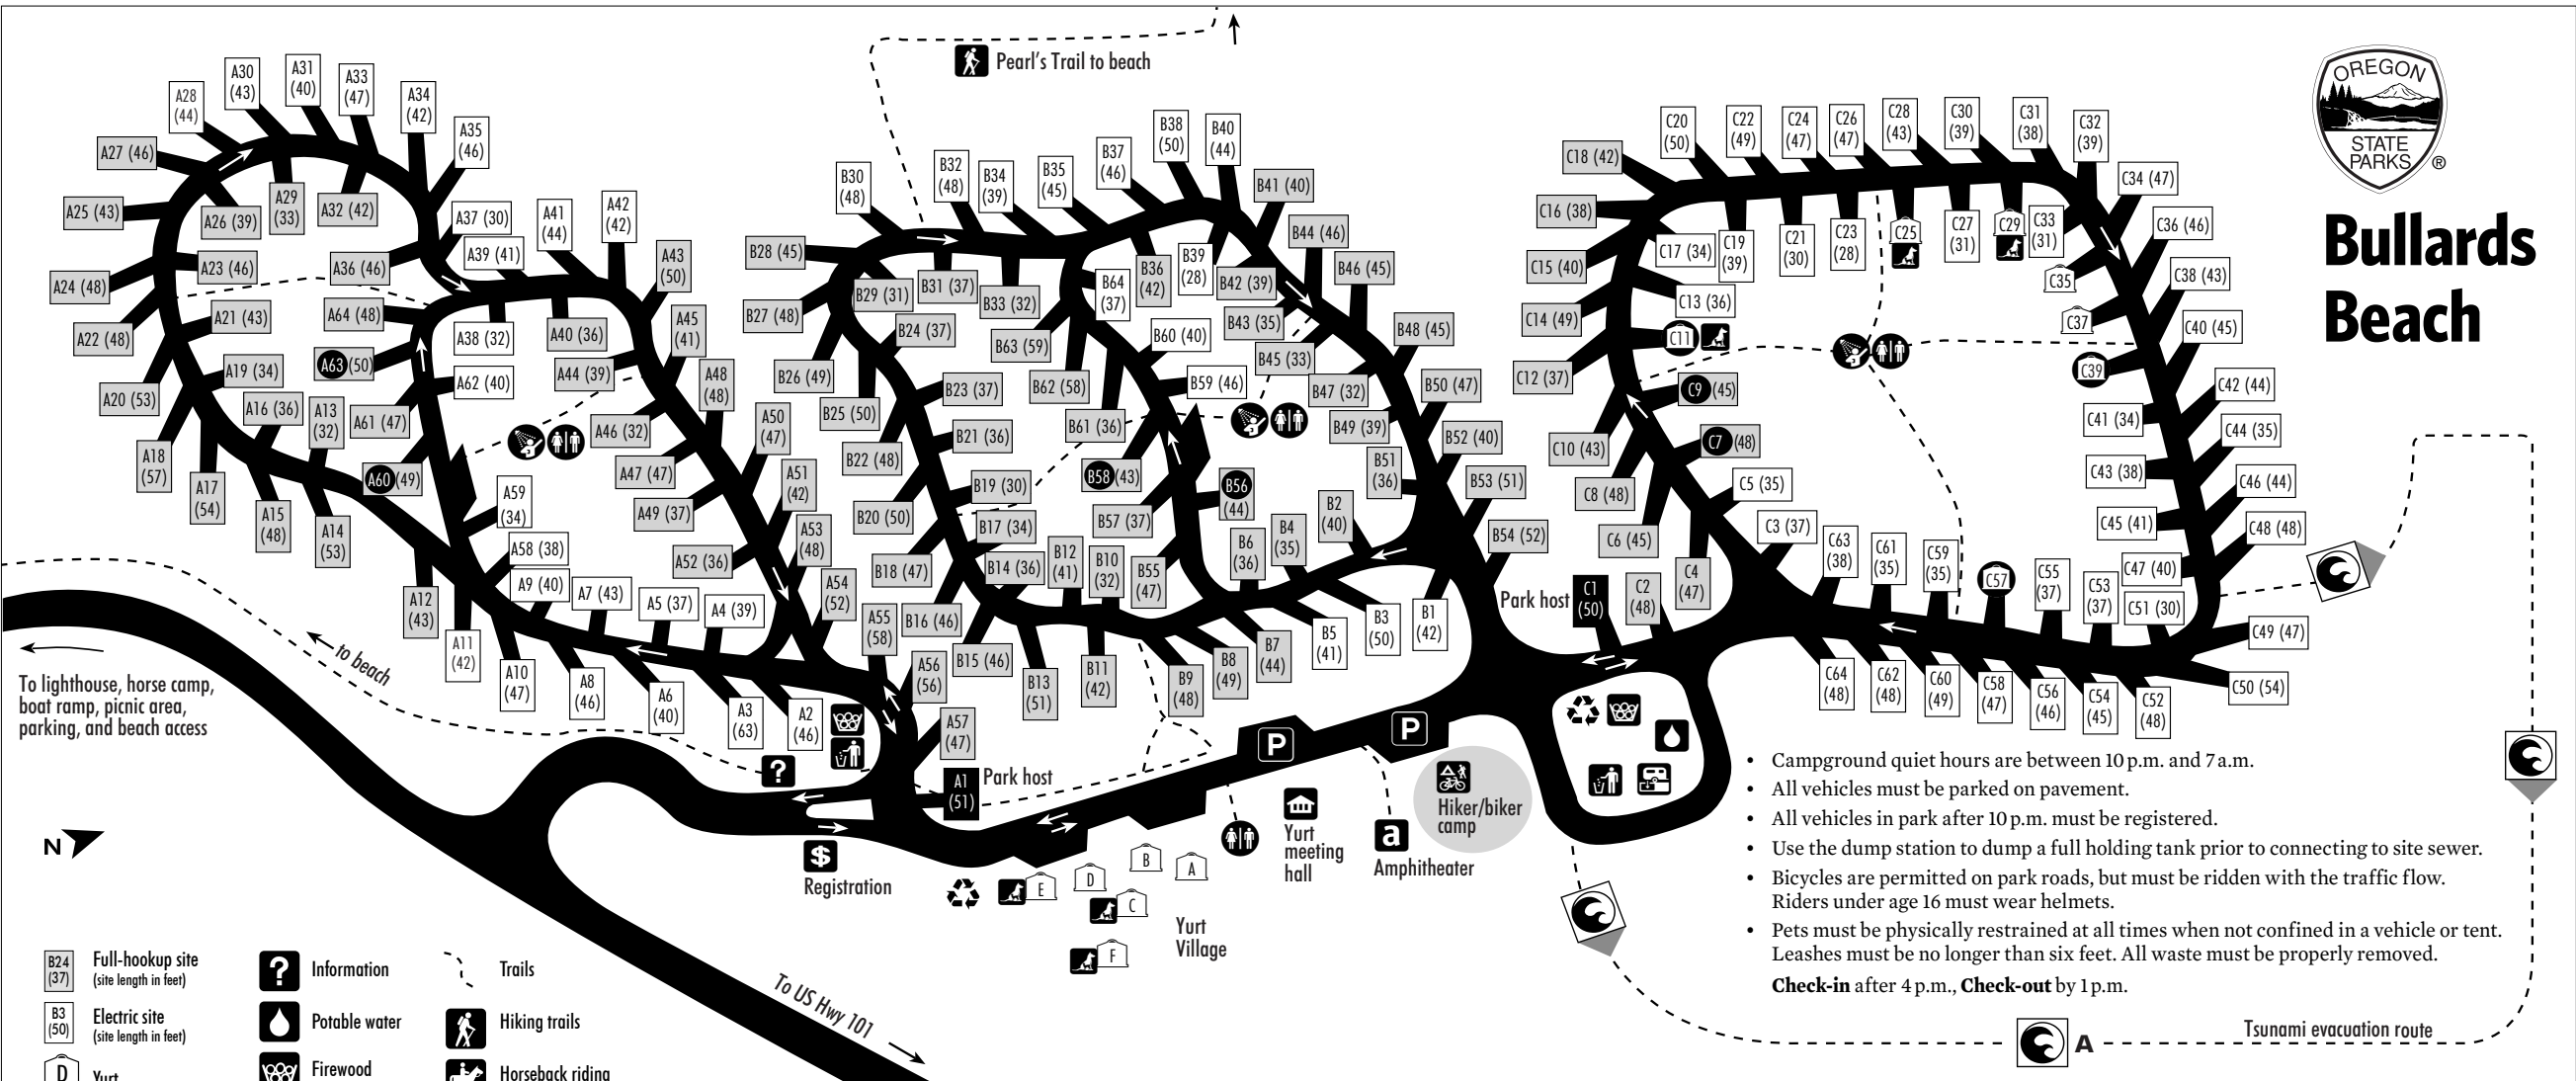 OREGON
STATE
PARKS
®
Bullards
Beach
Pearl's Trail to beach
A28
(44)
A30
(43)
A31
(40)
A33
(47)
A34
(42)
A35
(46)
A27 (46)
A25 (43)
A26 (39)
A29
(33)
A32 (42)
A37 (30)
A39 (41)
A41
(44)
A42
(42)
A43
(50)
A24 (48)
A23 (46)
A36 (46)
A22 (48)
A21 (43)
A64 (48)
A38 (32)
A40 (36)
A45
(41)
A20 (53)
A19 (34)
A63 (50)
A62 (40)
A44 (39)
A48
(48)
A16 (36)
A13
(32)
A61 (47)
A46 (32)
A50
(47)
A18
(57)
A17
(54)
A15
(48)
A14
(53)
A60 (49)
A59
(34)
A47 (47)
A49 (37)
A51
(42)
A53
(48)
A58 (38)
A52 (36)
A54
(52)
A9 (40)
A7 (43)
A5 (37)
A4 (39)
A12
(43)
A11
(42)
A10
(47)
A8
(46)
A6
(40)
A3
(63)
A2
(46)
A55
(58)
A56
(56)
A57
(47)
A1
(51)
Park host
B30
(48)
B32
(48)
B34
(39)
B35
(45)
B37
(46)
B38
(50)
B40
(44)
B41 (40)
B28 (45)
B29 (31)
B31 (37)
B33 (32)
B64
(37)
B36
(42)
B39
(28)
B42 (39)
B44 (46)
B46 (45)
B27 (48)
B24 (37)
B63 (59)
B60 (40)
B43 (35)
B45 (33)
B48 (45)
B26 (49)
B23 (37)
B62 (58)
B59 (46)
B47 (32)
B50 (47)
B25 (50)
B21 (36)
B61 (36)
B49 (39)
B52 (40)
B22 (48)
B19 (30)
B58 (43)
B56
(44)
B51
(36)
B53 (51)
B20 (50)
B17 (34)
B57 (37)
B2
(40)
B4
(35)
B6
(36)
B54 (52)
B18 (47)
B14 (36)
B12
(41)
B10
(32)
B55
(47)
B16 (46)
B15 (46)
B13
(51)
B11
(42)
B9
(48)
B8
(49)
B7
(44)
B5
(41)
B3
(50)
B1
(42)
C20
(50)
C22
(49)
C24
(47)
C26
(47)
C28
(43)
C30
(39)
C31
(38)
C32
(39)
C18 (42)
C34 (47)
C16 (38)
C17 (34)
C19
(39)
C21
(30)
C23
(28)
C25
C27
(31)
C29
C33
(31)
C36 (46)
C15 (40)
C35
C38 (43)
C13 (36)
C14 (49)
C11
C37
C40 (45)
C12 (37)
C9 (45)
C39
C42 (44)
C10 (43)
C7 (48)
C41 (34)
C44 (35)
C8 (48)
C5 (35)
C43 (38)
C46 (44)
C6 (45)
C3 (37)
C45 (41)
C48 (48)
C4
(47)
C63
(38)
C61
(35)
C59
(35)
C57
C55
(37)
C53
(37)
C47 (40)
C51 (30)
Park host
C1
(50)
C2
(48)
C49 (47)
C64
(48)
C62
(48)
C60
(49)
C58
(47)
C56
(46)
C54
(45)
C52
(48)
C50 (54)
to beach
To lighthouse, horse camp,
boat ramp, picnic area,
parking, and beach access
N
?
$
Registration
P
P
E
D
B
A
C
F
Yurt
Village
Yurt
meeting
hall
a
Amphitheater
Hiker/biker
camp
To US Hwy 101
• Campground quiet hours are between 10 p.m. and 7 a.m.
• All vehicles must be parked on pavement.
• All vehicles in park after 10 p.m. must be registered.
• Use the dump station to dump a full holding tank prior to connecting to site sewer.
• Bicycles are permitted on park roads, but must be ridden with the traffic flow.
Riders under age 16 must wear helmets.
• Pets must be physically restrained at all times when not confined in a vehicle or tent.
Leashes must be no longer than six feet. All waste must be properly removed.
Check-in after 4 p.m., Check-out by 1 p.m.
A
Tsunami evacuation route
B24
(37)
Full-hookup site
(site length in feet)
B3
(50)
Electric site
(site length in feet)
D
Yurt
?
Information
Potable water
Firewood
Trails
Hiking trails
Horseback riding